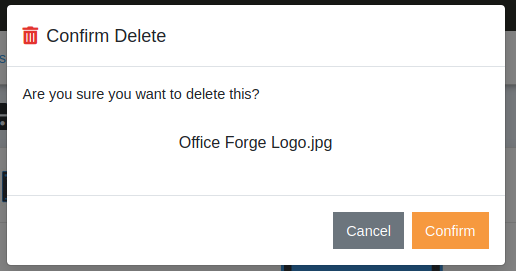 Confirm Delete
Are you sure you want to delete this?
Office Forge Logo.jpg
Cancel
Confirm